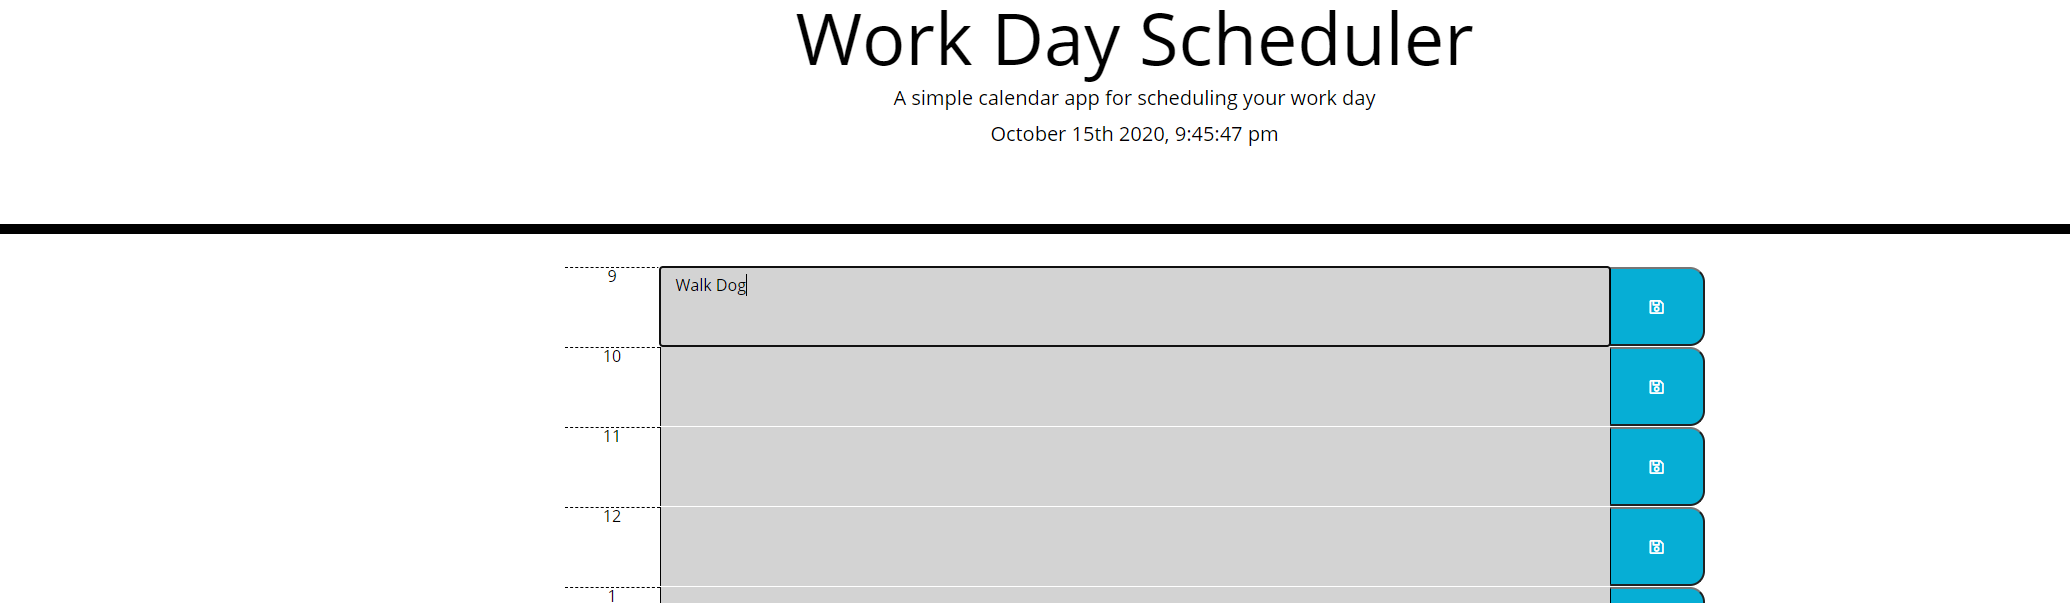 Work Day Scheduler
A simple calendar app for scheduling your work day
October 15th 2020, 9:45:47 pm
9
Walk Dog
10
11
12
1